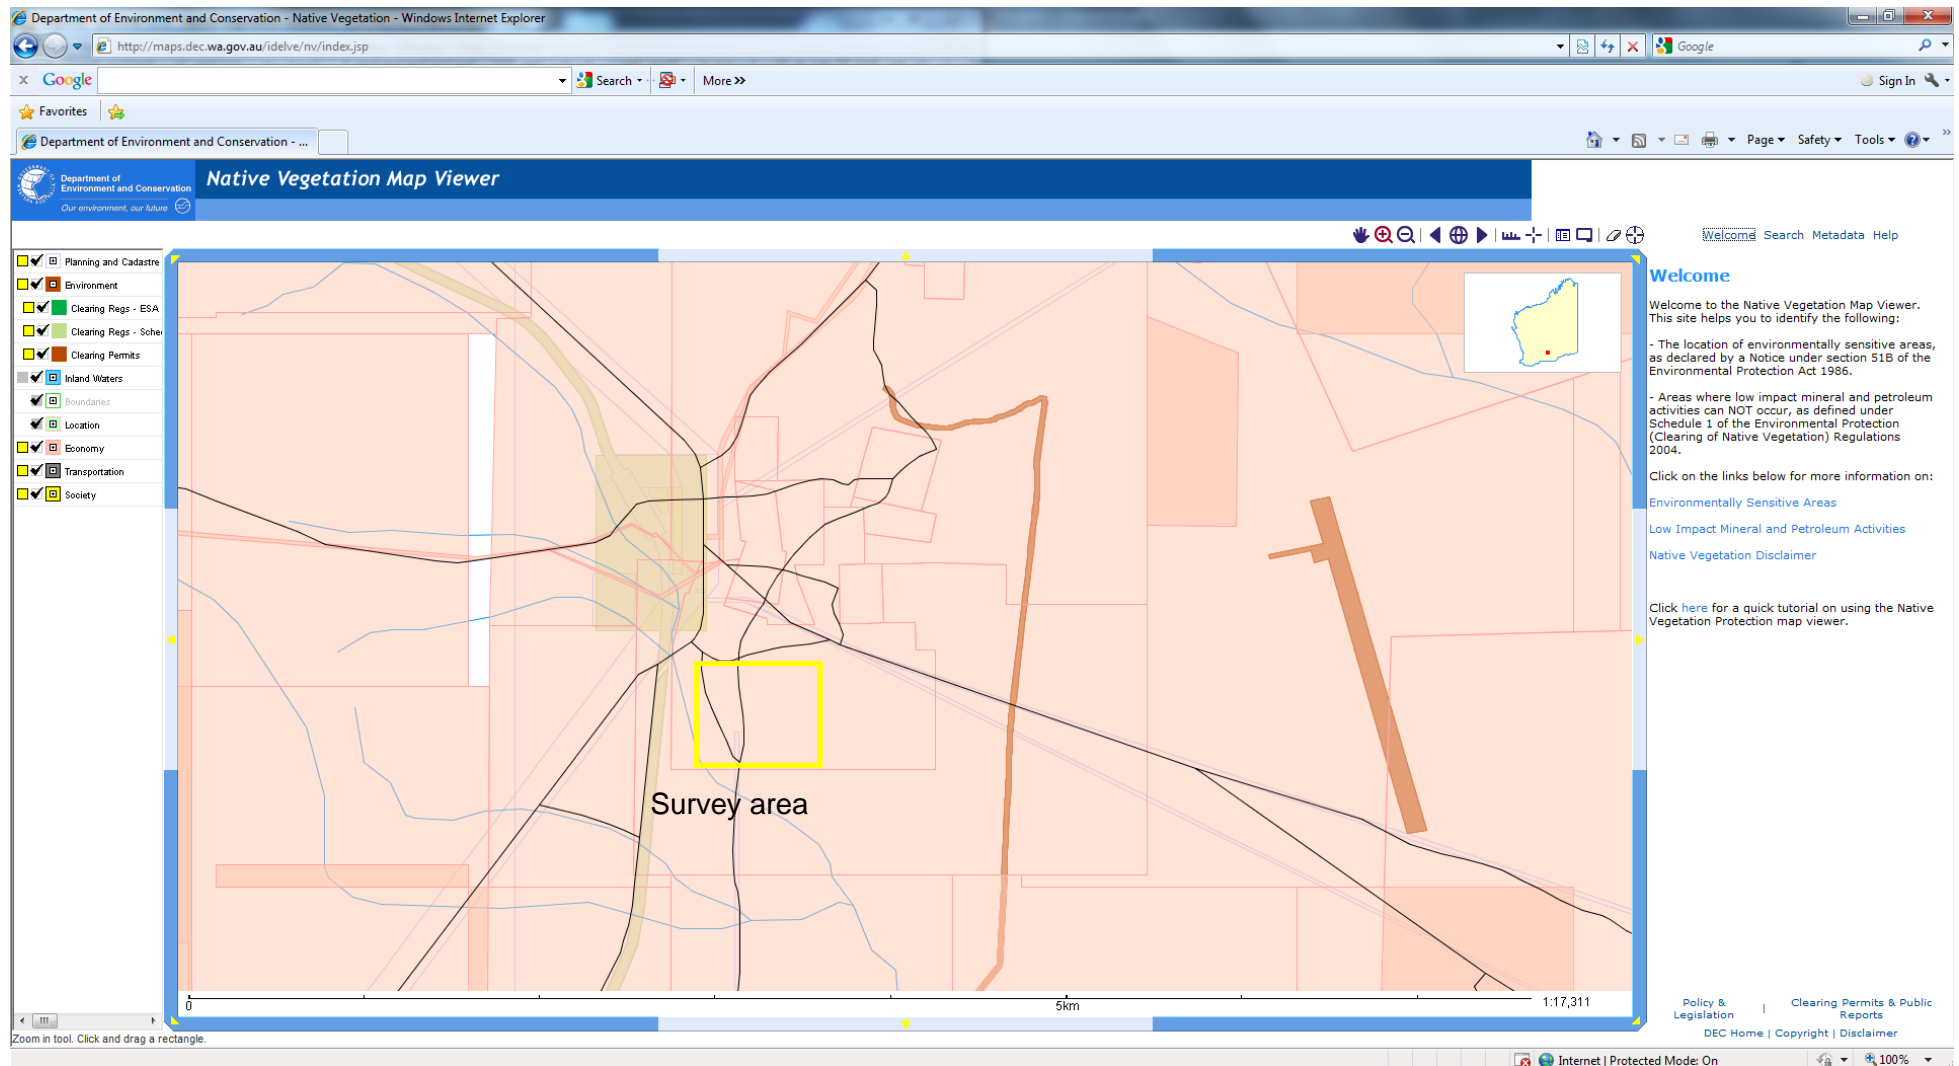 Department of Environment and Conservation - Native Vegetation - Windows Internet Explorer
http://maps.dec.wa.gov.au/idelve/nv/index.jsp
Google
x Google
Search
More »
Sign In
Favorites
Department of Environment and Conservation - ...
Page Safety Tools »
Department of
Environment and Conservation
Our environment, our future
Native Vegetation Map Viewer
Welcome Search Metadata Help
Planning and Cadastre
Environment
Clearing Regs - ESA
Clearing Regs - Sche
Clearing Permits
Inland Waters
Boundaries
Location
Economy
Transportation
Society
Survey area
0
5km
1:17,311
Welcome
Welcome to the Native Vegetation Map Viewer.
This site helps you to identify the following:
- The location of environmentally sensitive areas,
as declared by a Notice under section 51B of the
Environmental Protection Act 1986.
- Areas where low impact mineral and petroleum
activities can NOT occur, as defined under
Schedule 1 of the Environmental Protection
(Clearing of Native Vegetation) Regulations
2004.
Click on the links below for more information on:
Environmentally Sensitive Areas
Low Impact Mineral and Petroleum Activities
Native Vegetation Disclaimer
Click here for a quick tutorial on using the Native
Vegetation Protection map viewer.
Policy &
Legislation
|
Clearing Permits & Public
Reports
DEC Home | Copyright | Disclaimer
Zoom in tool. Click and drag a rectangle.
Internet | Protected Mode: On
100%